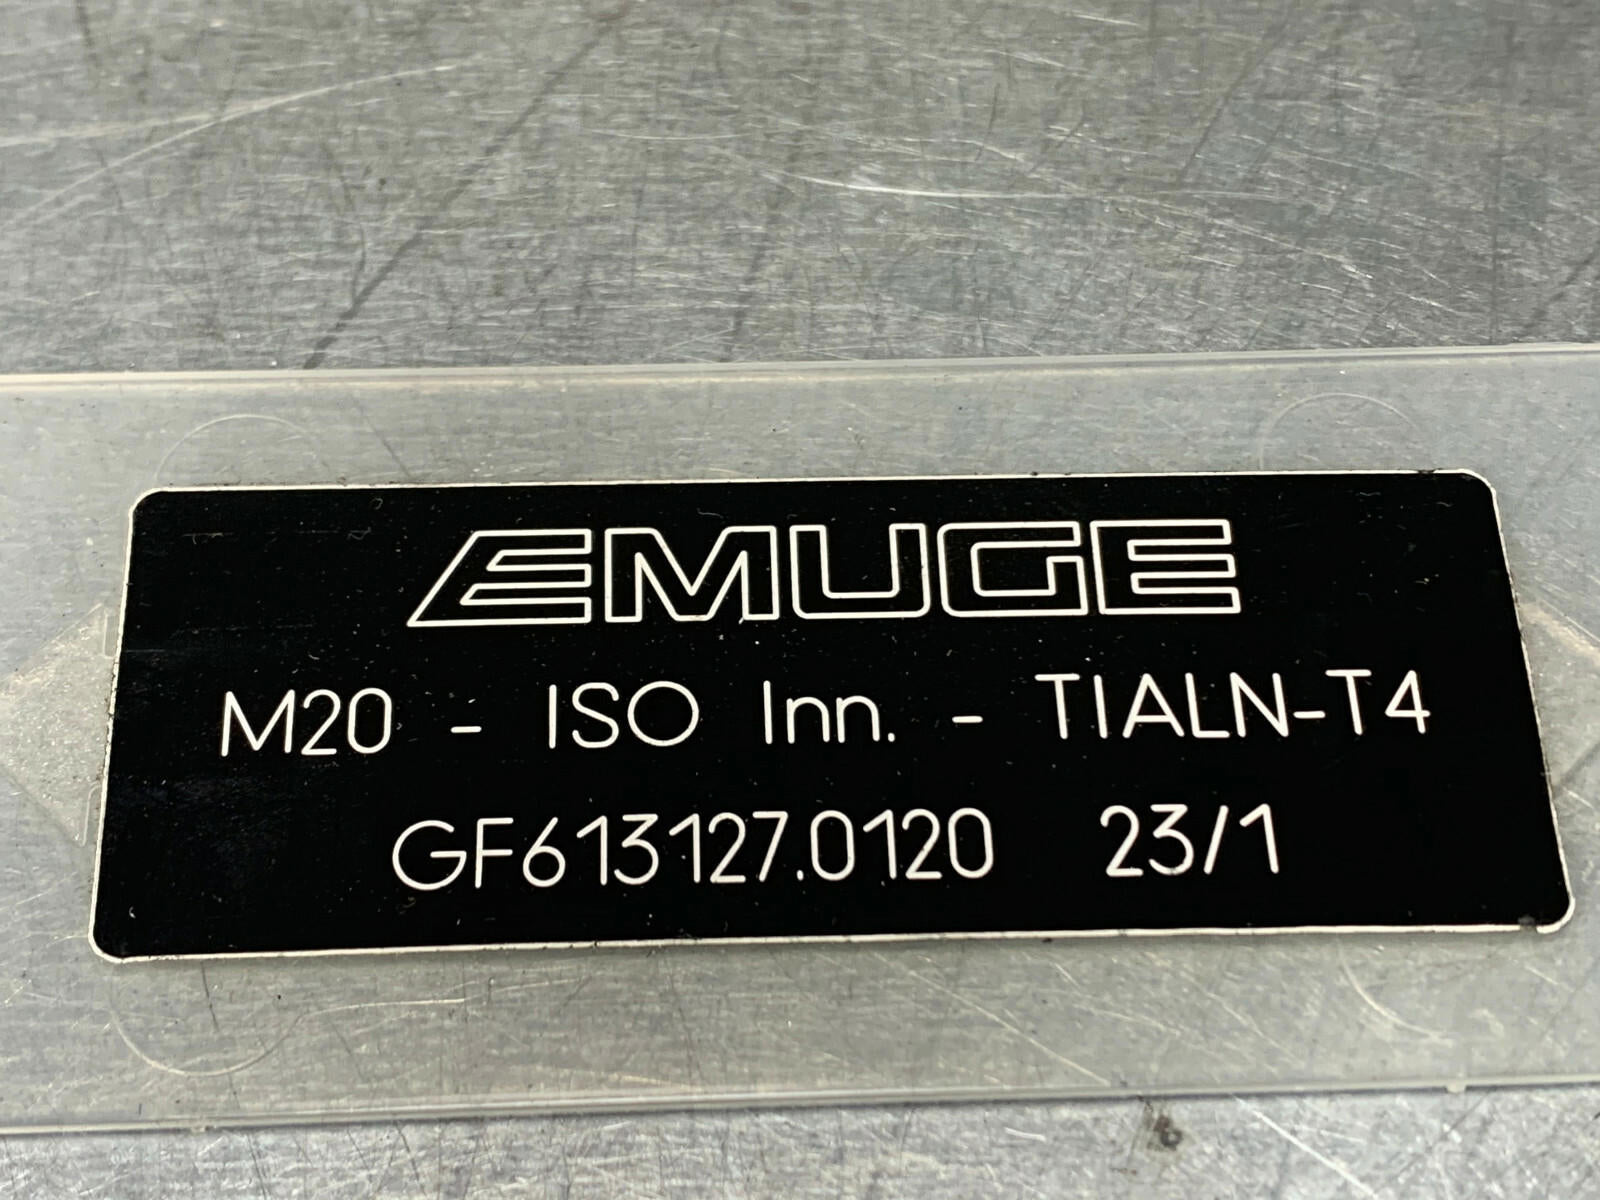 EMUGE
M20 - ISO Inn. - TIALN-T4
GF613127.0120 23/1